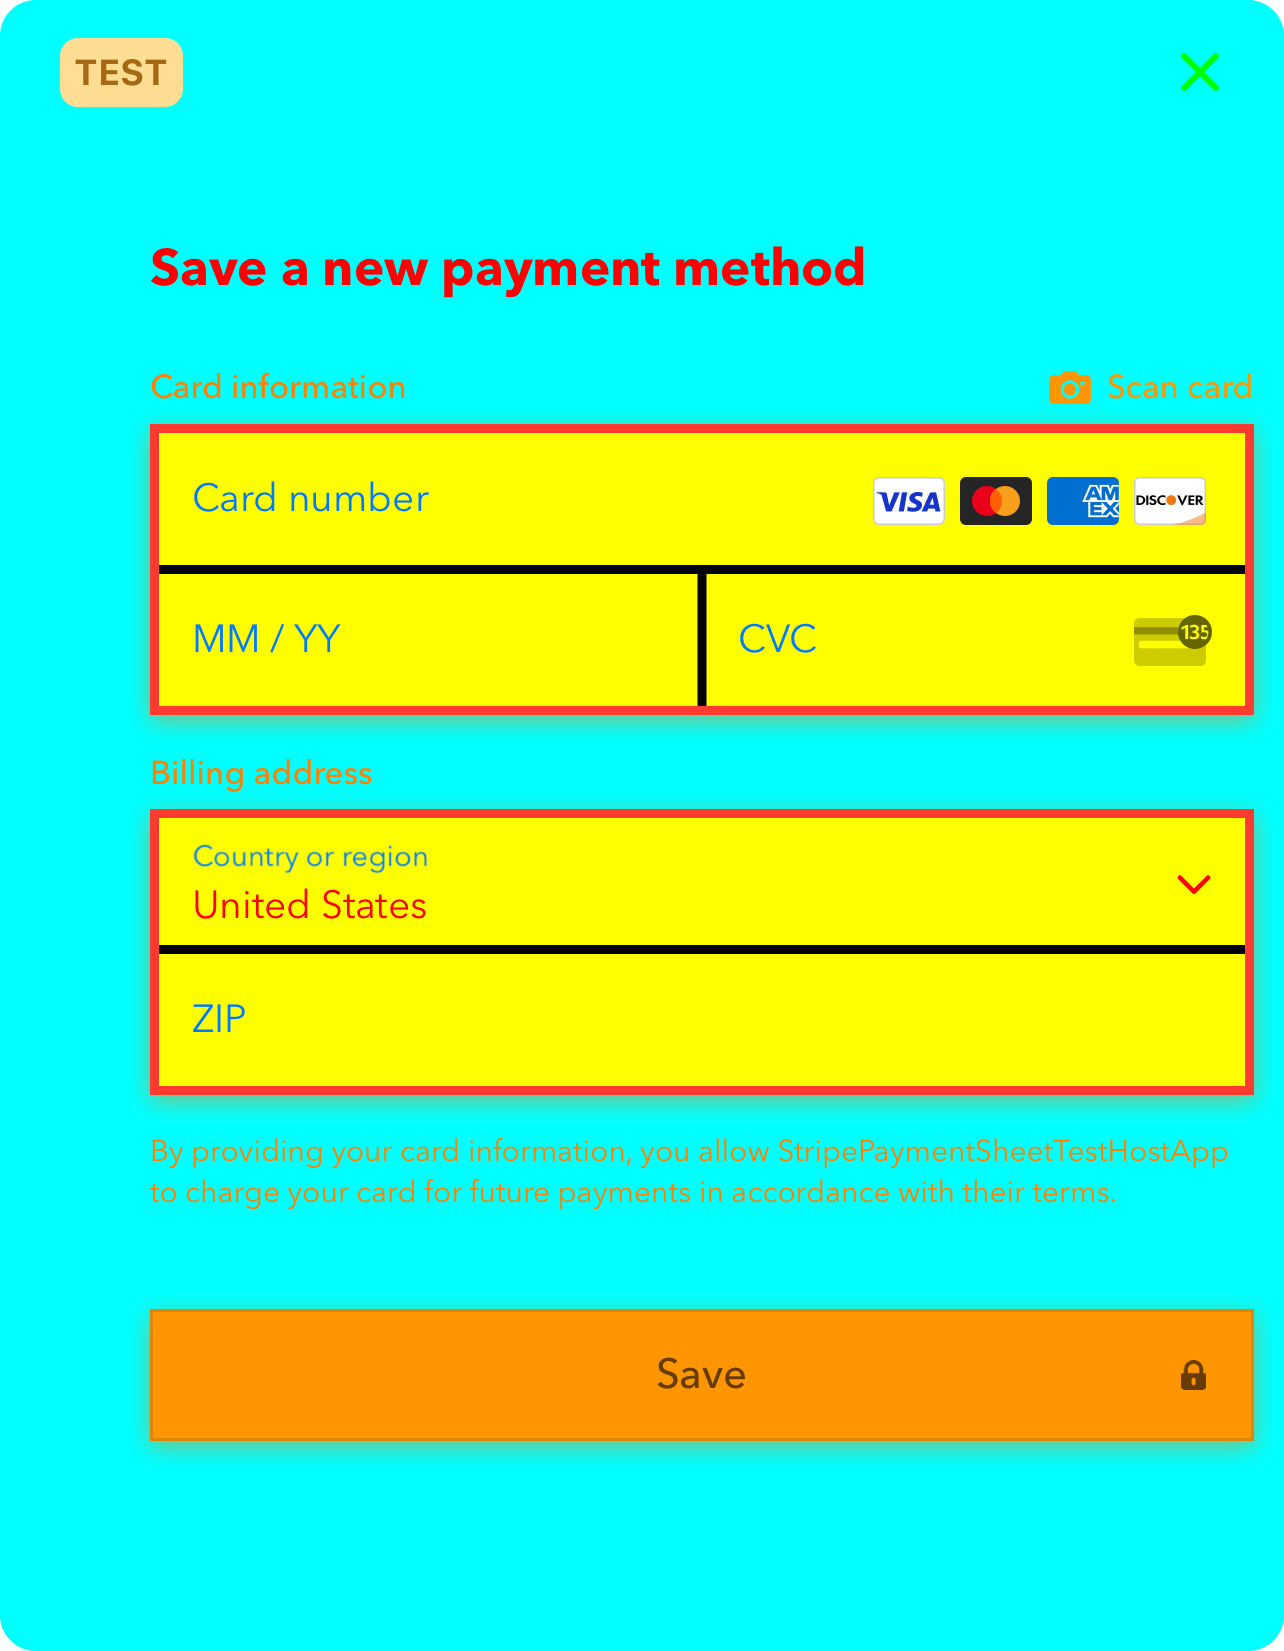 TEST
Save a new payment method
Card information
Scan card
Card number
VISA
AM
EX
DISCOVER
MM / YY
CVC
135
Billing address
Country or region
United States
ZIP
By providing your card information, you allow StripePaymentSheetTestHostApp
to charge your card for future payments in accordance with their terms.
Save